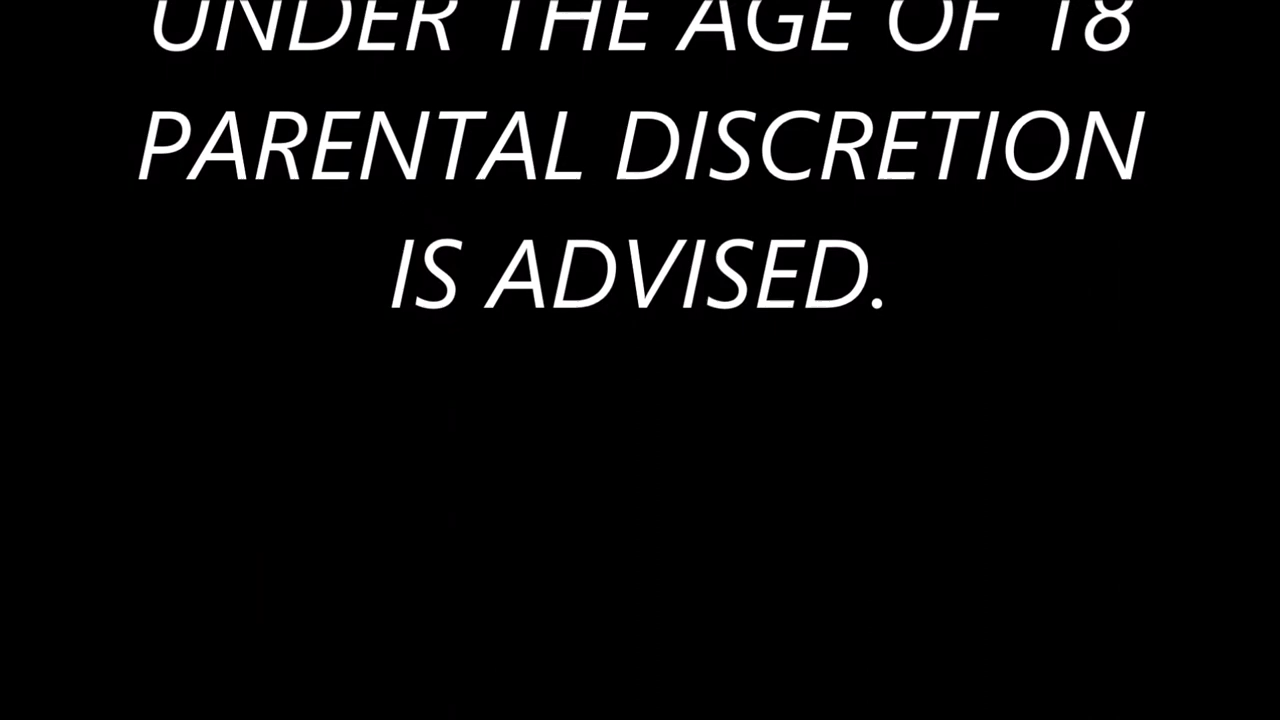 UNDER THE AGE OF 18
PARENTAL DISCRETION
IS ADVISED.